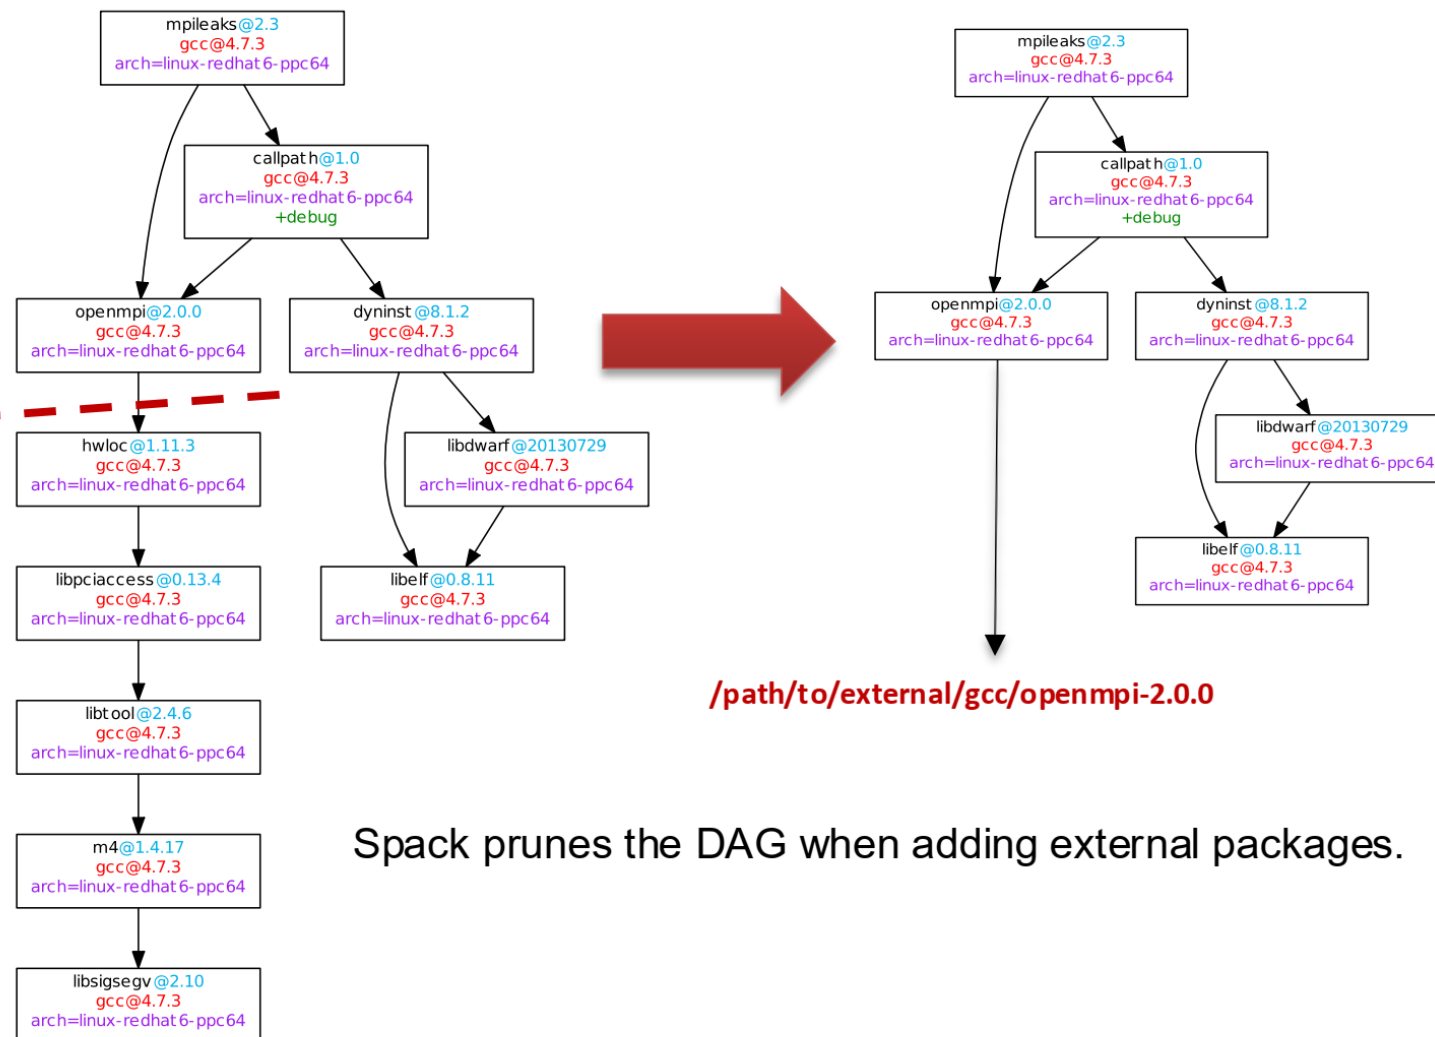 mpileaks@2.3
gcc@4.7.3
arch=linux-redhat6-ppc64
callpath@1.0
gcc@4.7.3
arch=linux-redhat6-ppc64
+debug
openmpi@2.0.0
gcc@4.7.3
arch=linux-redhat6-ppc64
dyninst@8.1.2
gcc@4.7.3
arch=linux-redhat6-ppc64
hwloc@1.11.3
gcc@4.7.3
arch=linux-redhat6-ppc64
libdwarf@20130729
gcc@4.7.3
arch=linux-redhat6-ppc64
libpciaccess@0.13.4
gcc@4.7.3
arch=linux-redhat6-ppc64
libelf@0.8.11
gcc@4.7.3
arch=linux-redhat6-ppc64
libtool@2.4.6
gcc@4.7.3
arch=linux-redhat6-ppc64
m4@1.4.17
gcc@4.7.3
arch=linux-redhat6-ppc64
libsigsegv@2.10
gcc@4.7.3
arch=linux-redhat6-ppc64
mpileaks@2.3
gcc@4.7.3
arch=linux-redhat6-ppc64
callpath@1.0
gcc@4.7.3
arch=linux-redhat6-ppc64
+debug
openmpi@2.0.0
gcc@4.7.3
arch=linux-redhat6-ppc64
dyninst@8.1.2
gcc@4.7.3
arch=linux-redhat6-ppc64
libdwarf@20130729
gcc@4.7.3
arch=linux-redhat6-ppc64
libelf@0.8.11
gcc@4.7.3
arch=linux-redhat6-ppc64
/path/to/external/gcc/openmpi-2.0.0
Spack prunes the DAG when adding external packages.